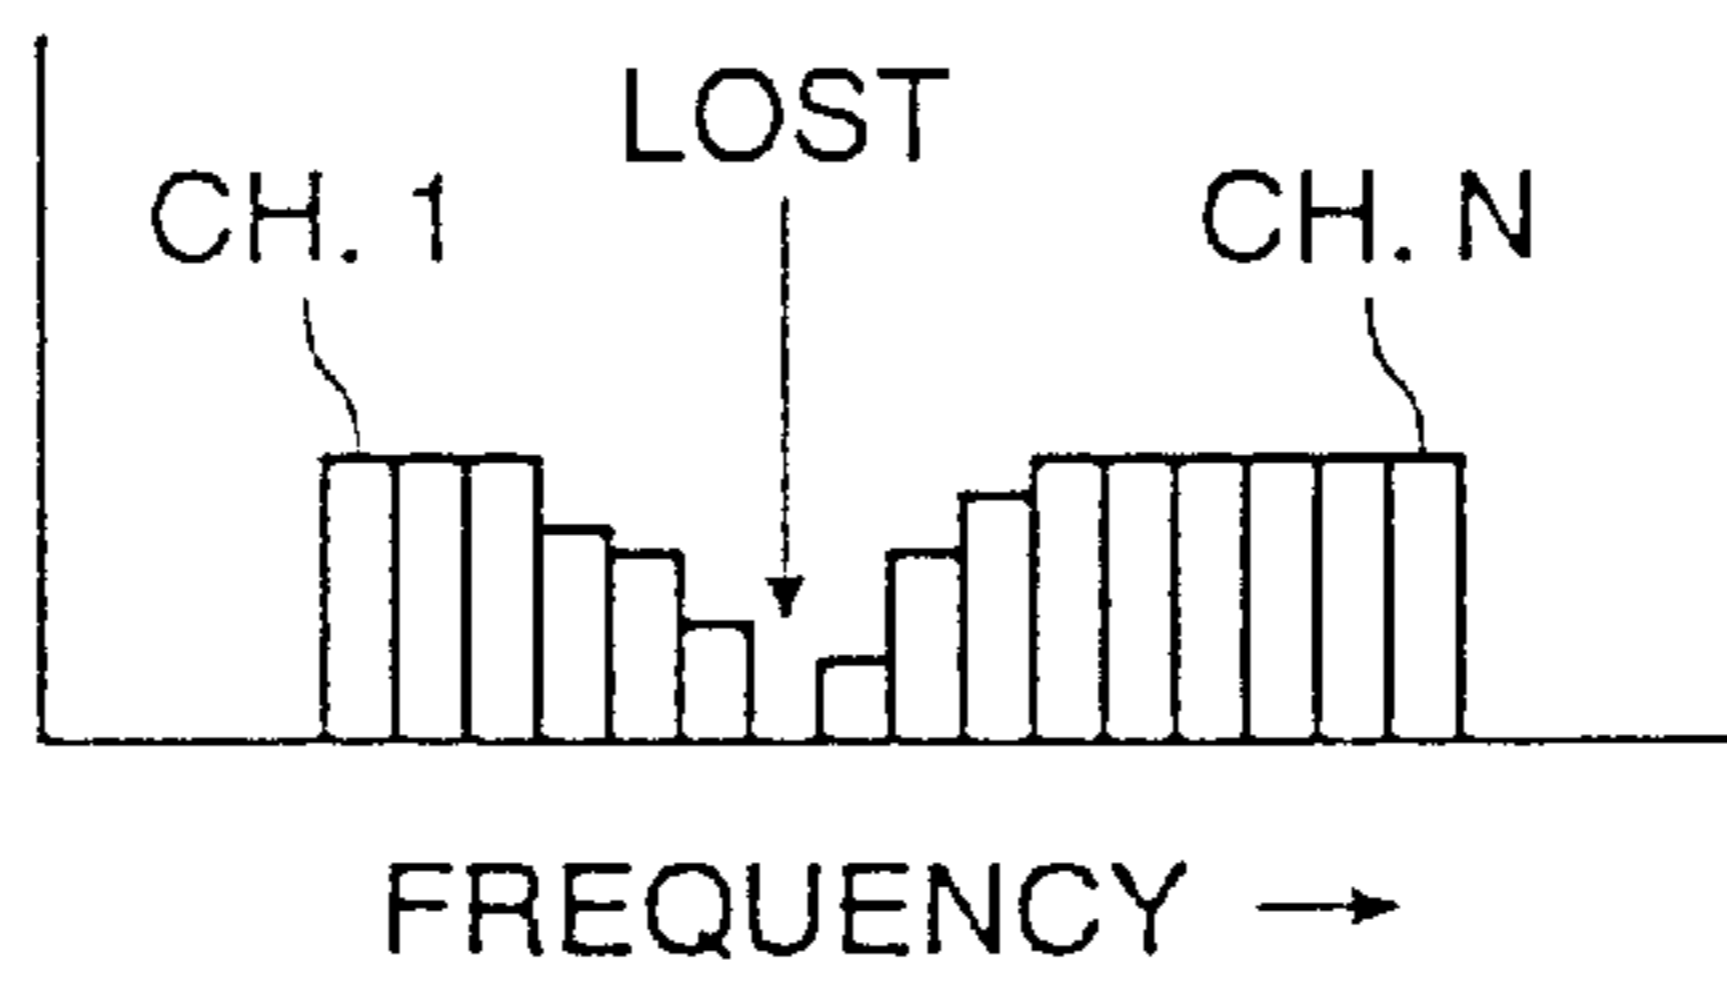 LOST
CH. 1
CH. N
FREQUENCY →